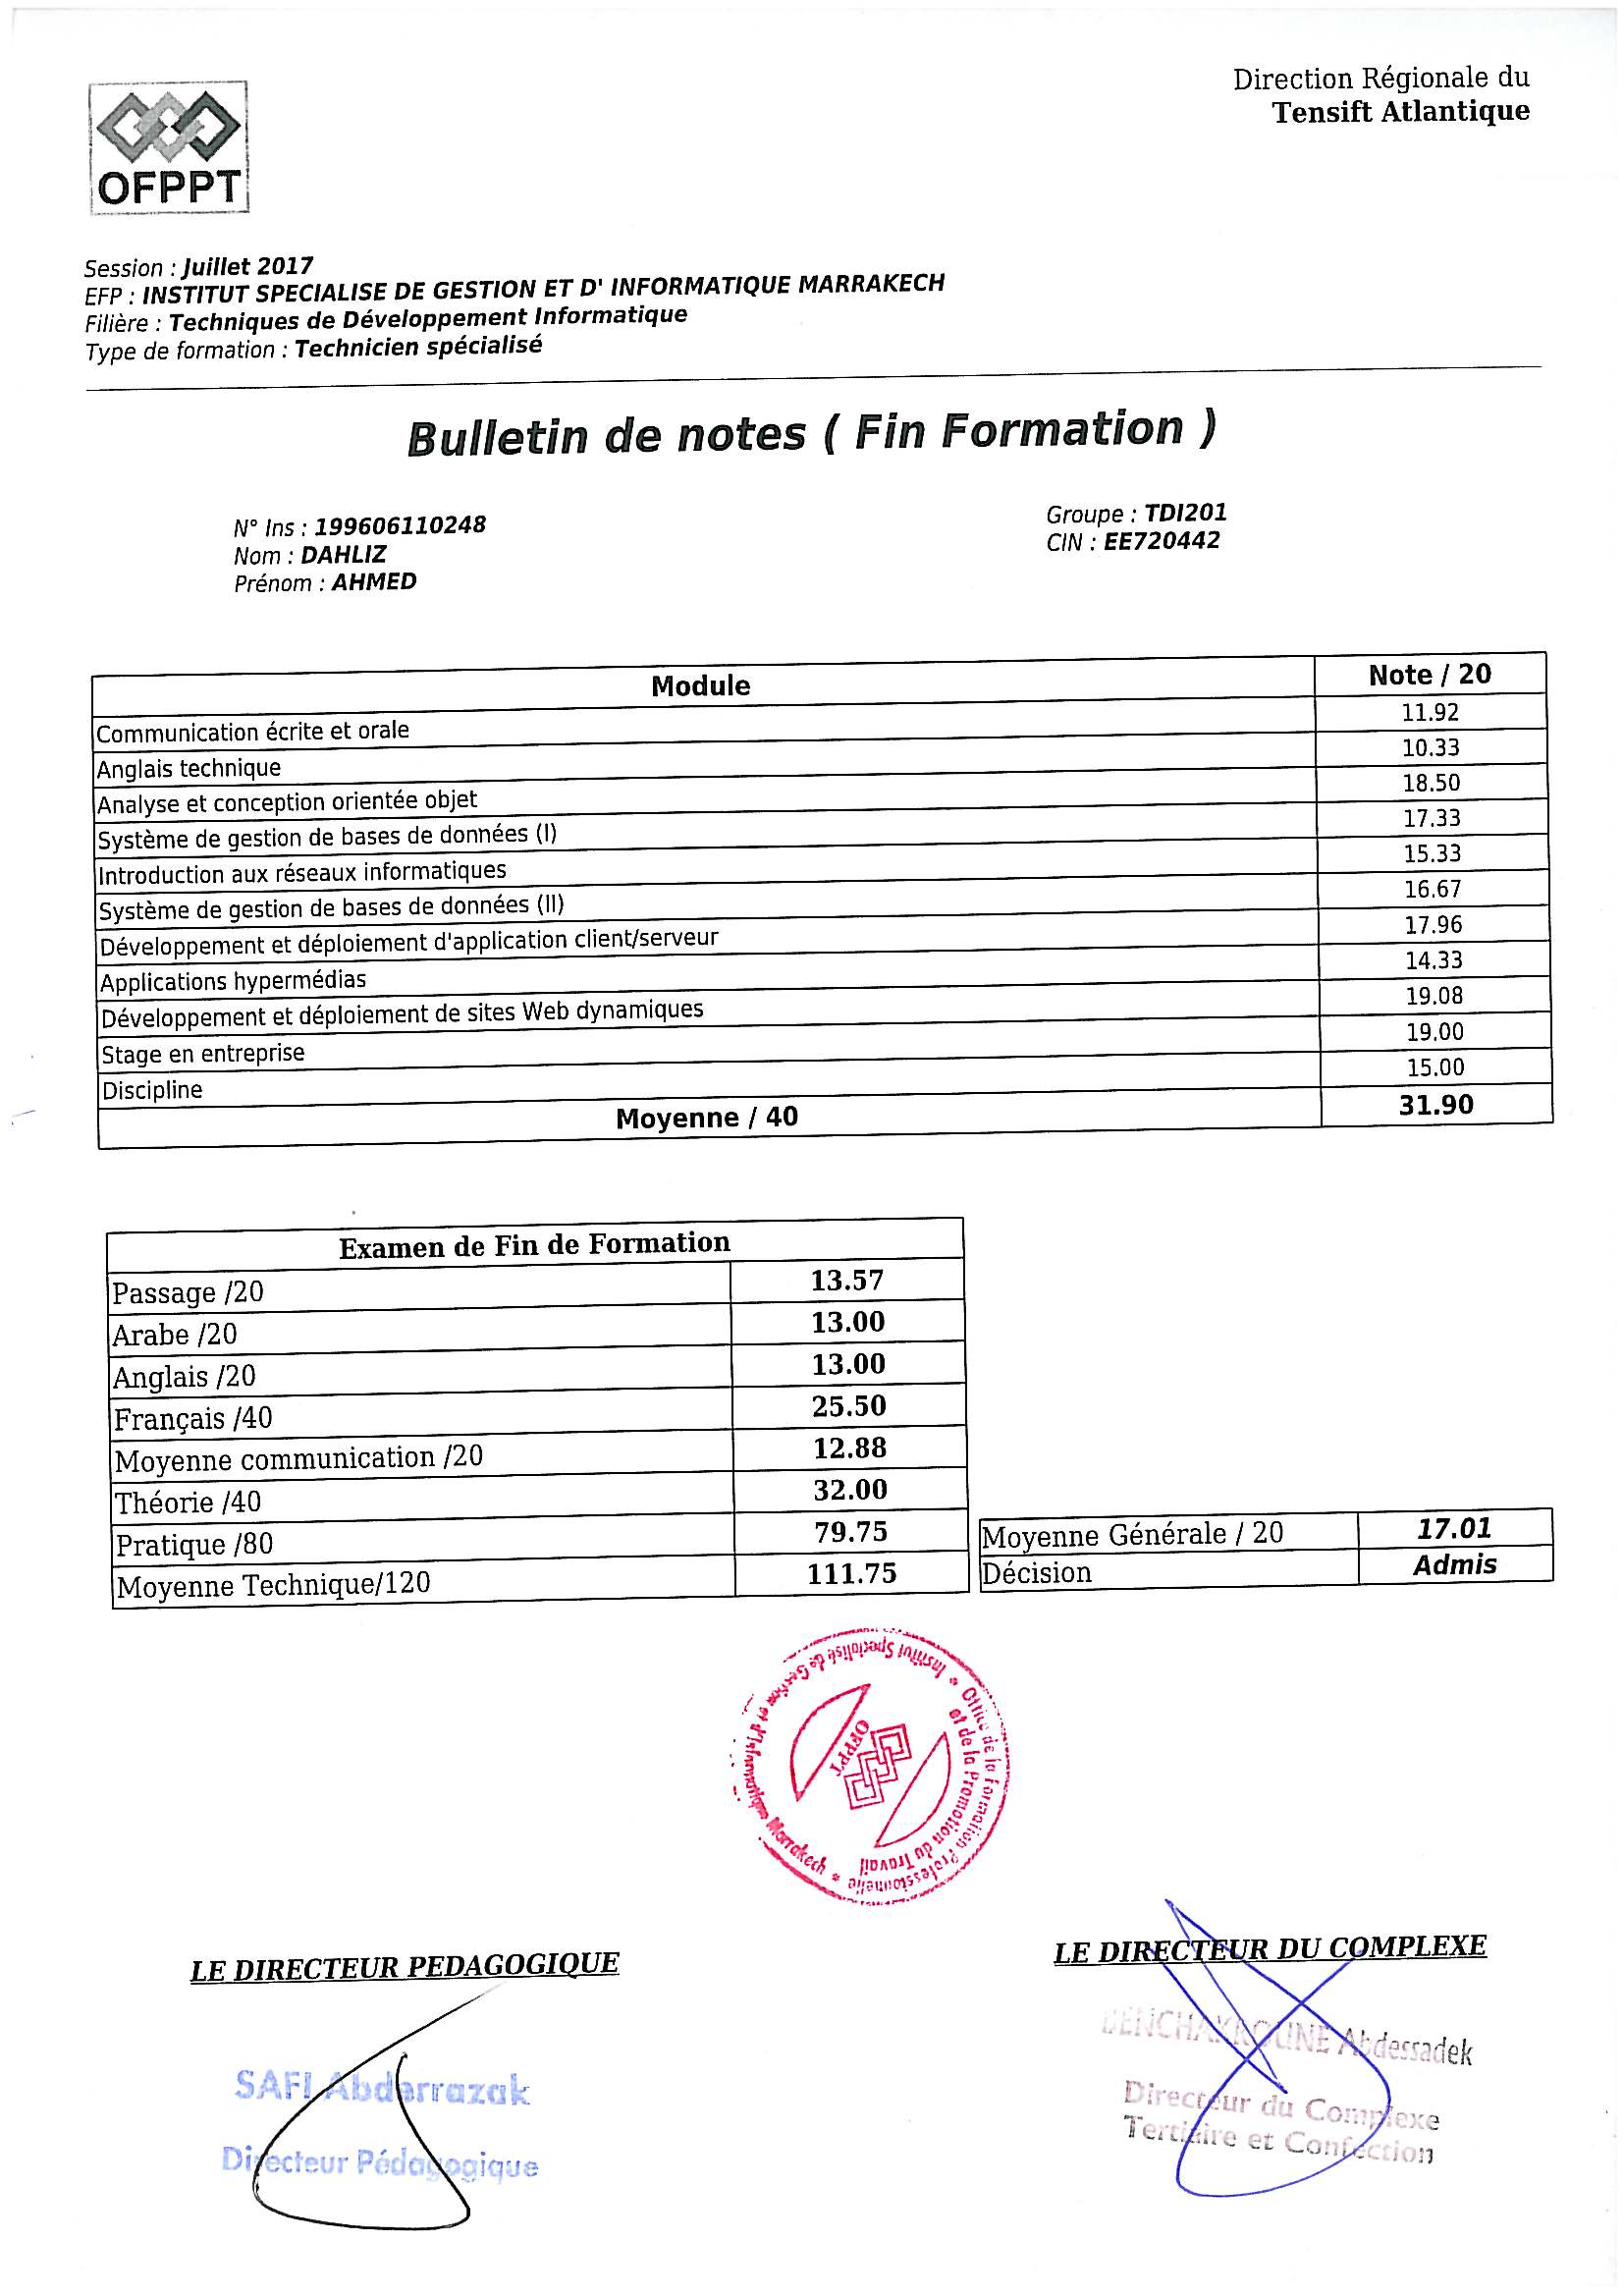 Direction Régionale du
Tensift Atlantique
OFPPT
Session : Juillet 2017
EFP : INSTITUT SPECIALISE DE GESTION ET D' INFORMATIQUE MARRAKECH
Filière : Techniques de Développement Informatique
Type de formation : Technicien spécialisé
Bulletin de notes ( Fin Formation )
N° Ins : 199606110248
Nom : DAHLIZ
Prénom : AHMED
Groupe : TDI201
CIN : EE720442
Module Note / 20
Communication écrite et orale 11.92
Anglais technique 10.33
Analyse et conception orientée objet 18.50
Système de gestion de bases de données (I) 17.33
Introduction aux réseaux informatiques 15.33
Système de gestion de bases de données (II) 16.67
Développement et déploiement d'application client/serveur 17.96
Applications hypermédias 14.33
Développement et déploiement de sites Web dynamiques 19.08
Stage en entreprise 19.00
Discipline 15.00
Moyenne / 40 31.90
Examen de Fin de Formation
Passage /20 13.57
Arabe /20 13.00
Anglais /20 13.00
Français /40 25.50
Moyenne communication /20 12.88
Théorie /40 32.00
Pratique /80 79.75
Moyenne Technique/120 111.75
Moyenne Générale / 20 17.01
Décision Admis
Office de la Formation Professionnelle
et de la Promotion du Travail
Institut Specialisé de Gestion et d'Informatique Marrakech
OFPPT
LE DIRECTEUR PEDAGOGIQUE
SAFI Abderrazak
Directeur Pédagogique
LE DIRECTEUR DU COMPLEXE
BENCHAKROUNE Abdessadek
Directeur du Complexe
Tertiaire et Confection